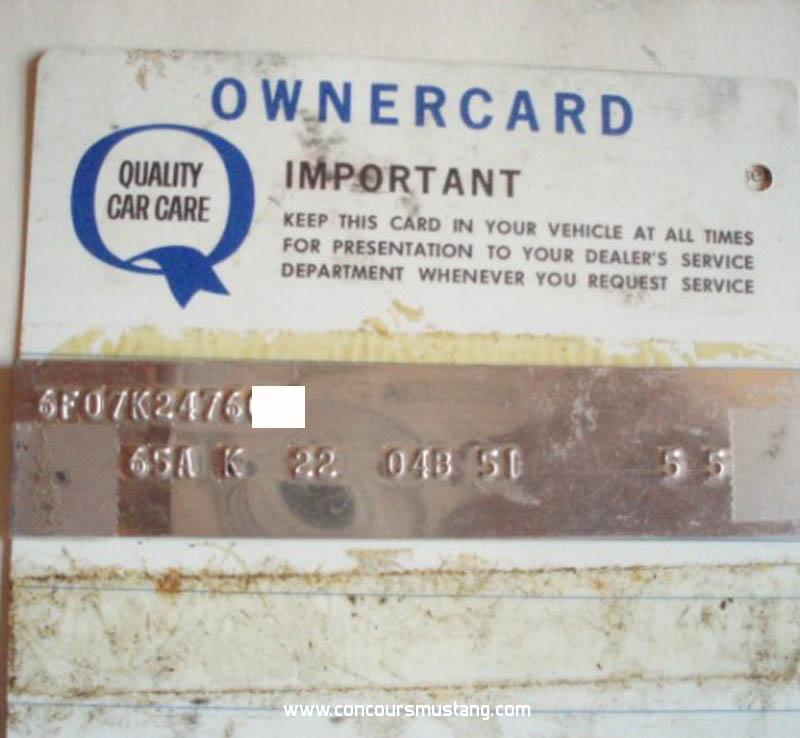 OWNERCARD
QUALITY
CAR CARE
IMPORTANT
KEEP THIS CARD IN YOUR VEHICLE AT ALL TIMES
FOR PRESENTATION TO YOUR DEALER'S SERVICE
DEPARTMENT WHENEVER YOU REQUEST SERVICE
6F07K2476
65A K 22 04B 51 5 5
www.concoursmustang.com